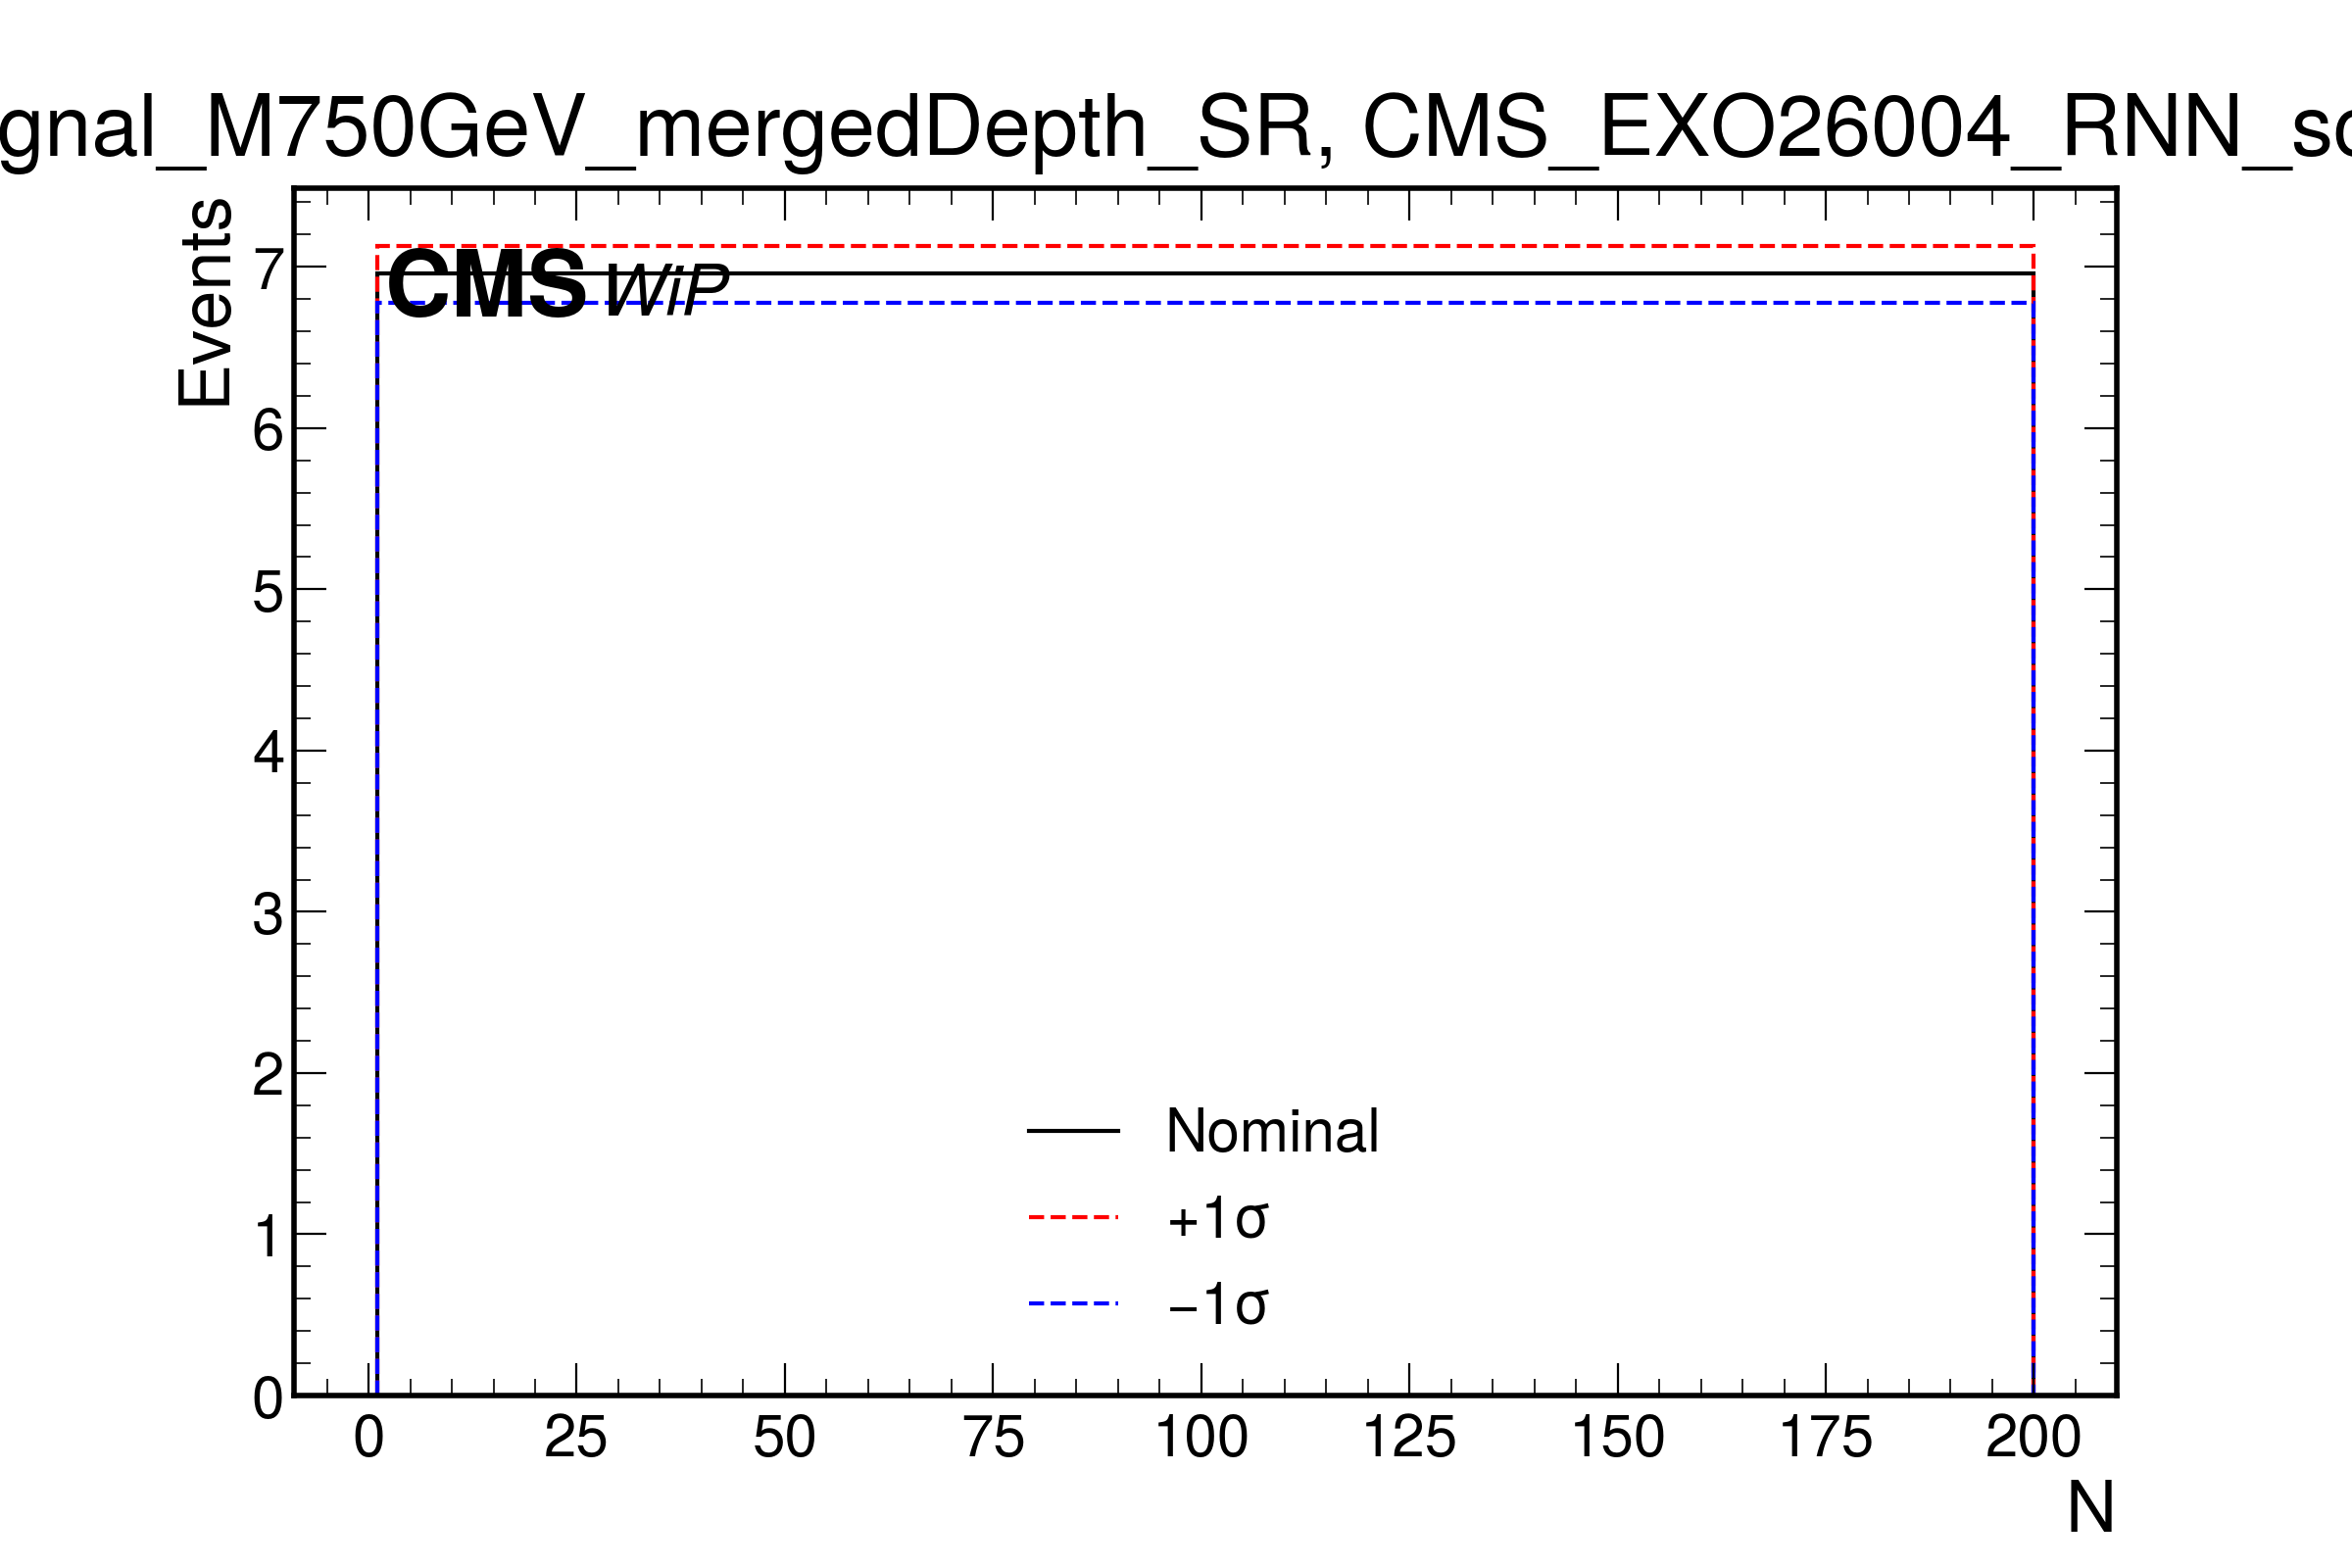 gnal_M750GeV_mergedDepth_SR, CMS_EXO26004_RNN_sc
Events
CMS WiP
7
6
5
4
3
2
1
0
Nominal
+1σ
−1σ
0 25 50 75 100 125 150 175 200
N